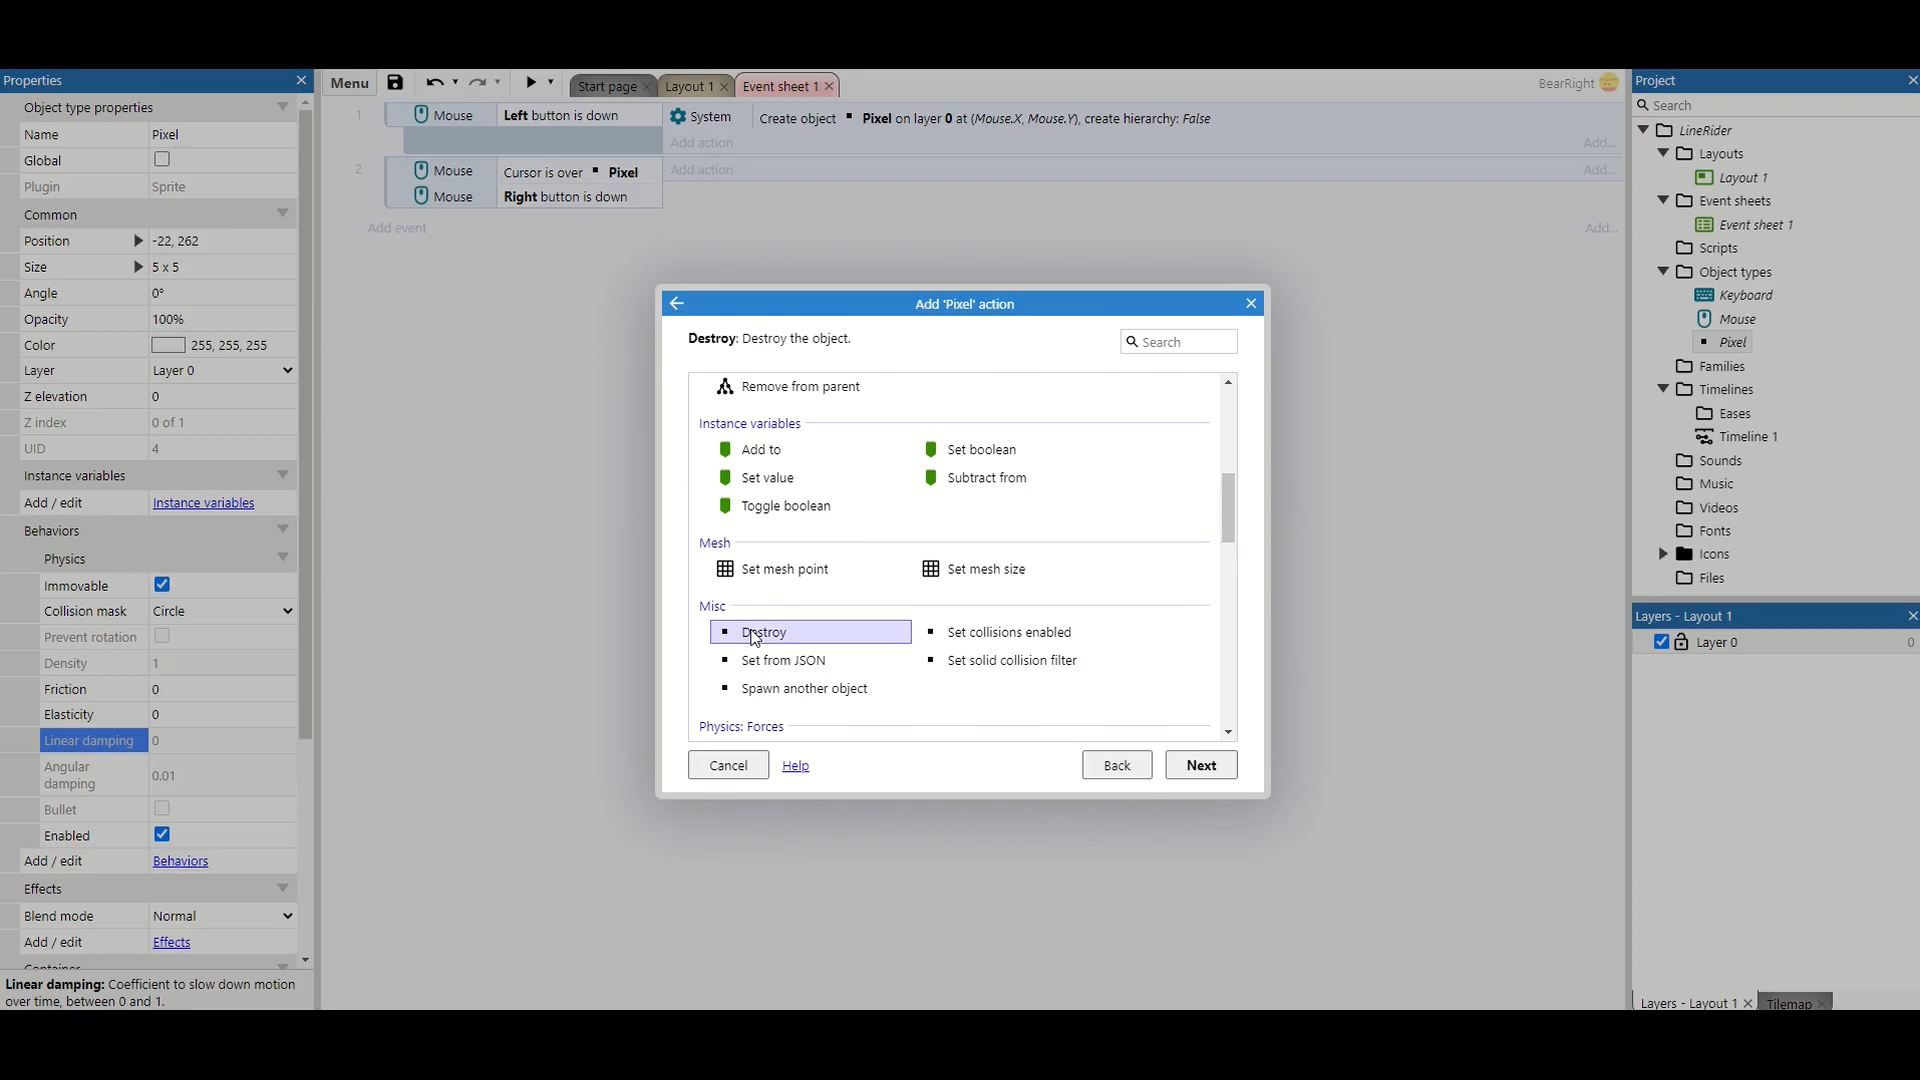 Properties
Object type properties
Name Pixel
Global
Plugin Sprite
Common
Position -22, 262
Size 5 x 5
Angle 0°
Opacity 100%
Color 255, 255, 255
Layer Layer 0
Z elevation 0
Z index 0 of 1
UID 4
Instance variables
Add / edit Instance variables
Behaviors
Physics
Immovable
Collision mask Circle
Prevent rotation
Density 1
Friction 0
Elasticity 0
Linear damping 0
Angular damping 0.01
Bullet
Enabled
Add / edit Behaviors
Effects
Blend mode Normal
Add / edit Effects
Container
Linear damping: Coefficient to slow down motion
over time, between 0 and 1.
Menu Start page Layout 1 Event sheet 1 BearRight
1 Mouse Left button is down System Create object Pixel on layer 0 at (Mouse.X, Mouse.Y), create hierarchy: False
Add action Add...
2 Mouse Cursor is over Pixel Add action Add...
Mouse Right button is down
Add event Add...
Add 'Pixel' action
Destroy: Destroy the object. Search
Remove from parent
Instance variables
Add to Set boolean
Set value Subtract from
Toggle boolean
Mesh
Set mesh point Set mesh size
Misc
Destroy Set collisions enabled
Set from JSON Set solid collision filter
Spawn another object
Physics: Forces
Cancel Help Back Next
Project
Search
LineRider
Layouts
Layout 1
Event sheets
Event sheet 1
Scripts
Object types
Keyboard
Mouse
Pixel
Families
Timelines
Eases
Timeline 1
Sounds
Music
Videos
Fonts
Icons
Files
Layers - Layout 1
Layer 0 0
Layers - Layout 1 Tilemap